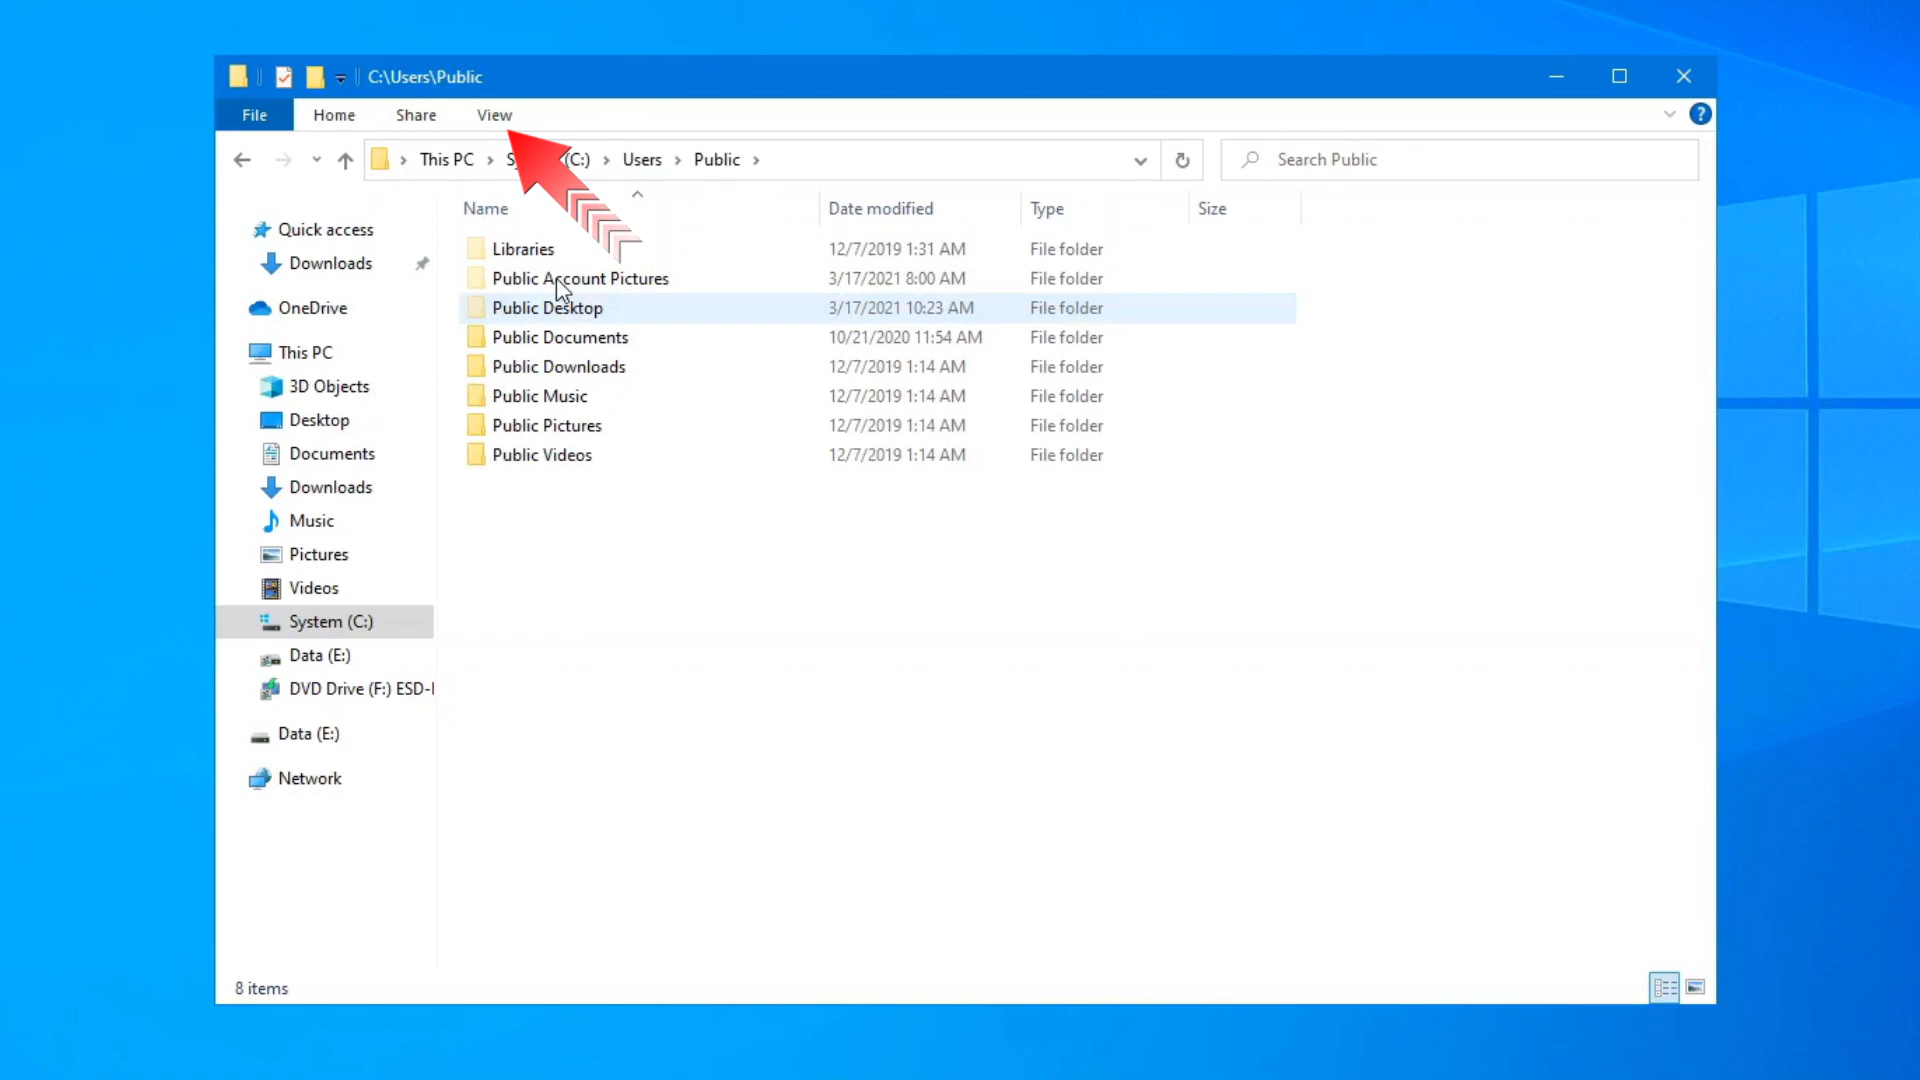 C:\Users\Public
File Home Share View
This PC (C:) Users Public
Search Public
Name Date modified Type Size
Quick access
Downloads
OneDrive
This PC
3D Objects
Desktop
Documents
Downloads
Music
Pictures
Videos
System (C:)
Data (E:)
DVD Drive (F:) ESD-I
Data (E:)
Network
Libraries 12/7/2019 1:31 AM File folder
Public Account Pictures 3/17/2021 8:00 AM File folder
Public Desktop 3/17/2021 10:23 AM File folder
Public Documents 10/21/2020 11:54 AM File folder
Public Downloads 12/7/2019 1:14 AM File folder
Public Music 12/7/2019 1:14 AM File folder
Public Pictures 12/7/2019 1:14 AM File folder
Public Videos 12/7/2019 1:14 AM File folder
8 items